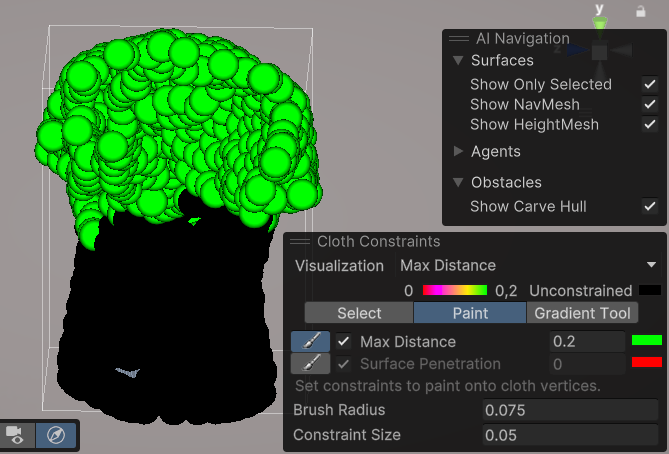 y
z
AI Navigation
Surfaces
Show Only Selected
Show NavMesh
Show HeightMesh
Agents
Obstacles
Show Carve Hull
Cloth Constraints
Visualization Max Distance
0 0,2 Unconstrained
Select Paint Gradient Tool
Max Distance 0.2
Surface Penetration 0
Set constraints to paint onto cloth vertices.
Brush Radius 0.075
Constraint Size 0.05